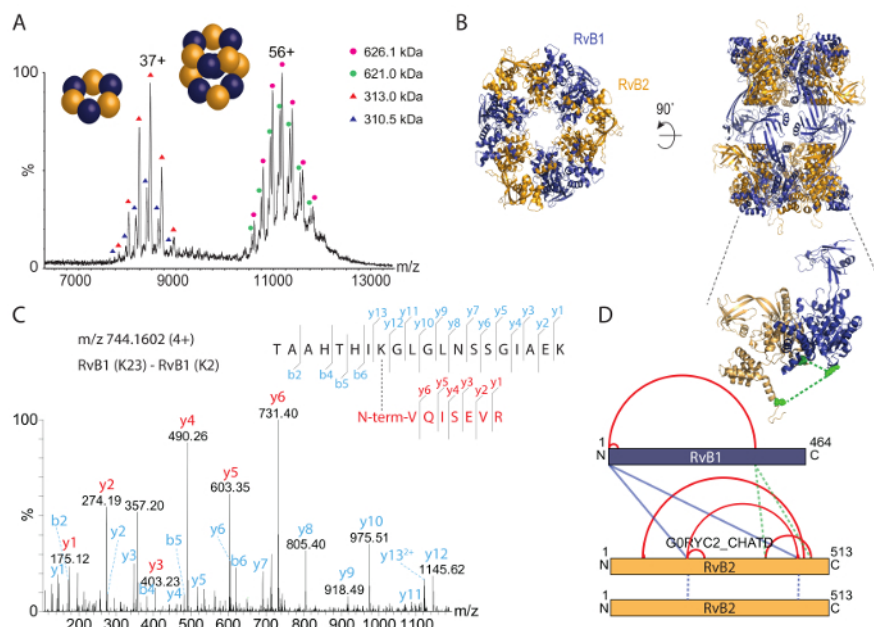 A
37+
56+
626.1 kDa
621.0 kDa
313.0 kDa
310.5 kDa
100
%
0
7000
9000
11000
13000
m/z
B
RvB1
RvB2
90°
C
m/z 744.1602 (4+)
RvB1 (K23) - RvB1 (K2)
y13 y11 y9 y7 y5 y3 y1
y12 y10 y8 y6 y4 y2
T A A H T H I K G L G L N S S G I A E K
b2 b4 b6
b5
y6 y5 y4 y3 y2 y1
N-term-V Q I S E V R
100
%
0
y6
731.40
y4
490.26
y5
603.35
y2
274.19
357.20
b2
y1
175.12
y1
y2
y3
y3
403.23
b4
y4
b5
y5
y6
b6
y7
y8
805.40
y9
918.49
y10
975.51
y11
y13²⁺
y12
1145.62
200 300 400 500 600 700 800 900 1000 1100
m/z
D
1
464
N
RvB1
C
G0RYC2_CHATD
1
513
N
RvB2
C
1
513
N
RvB2
C